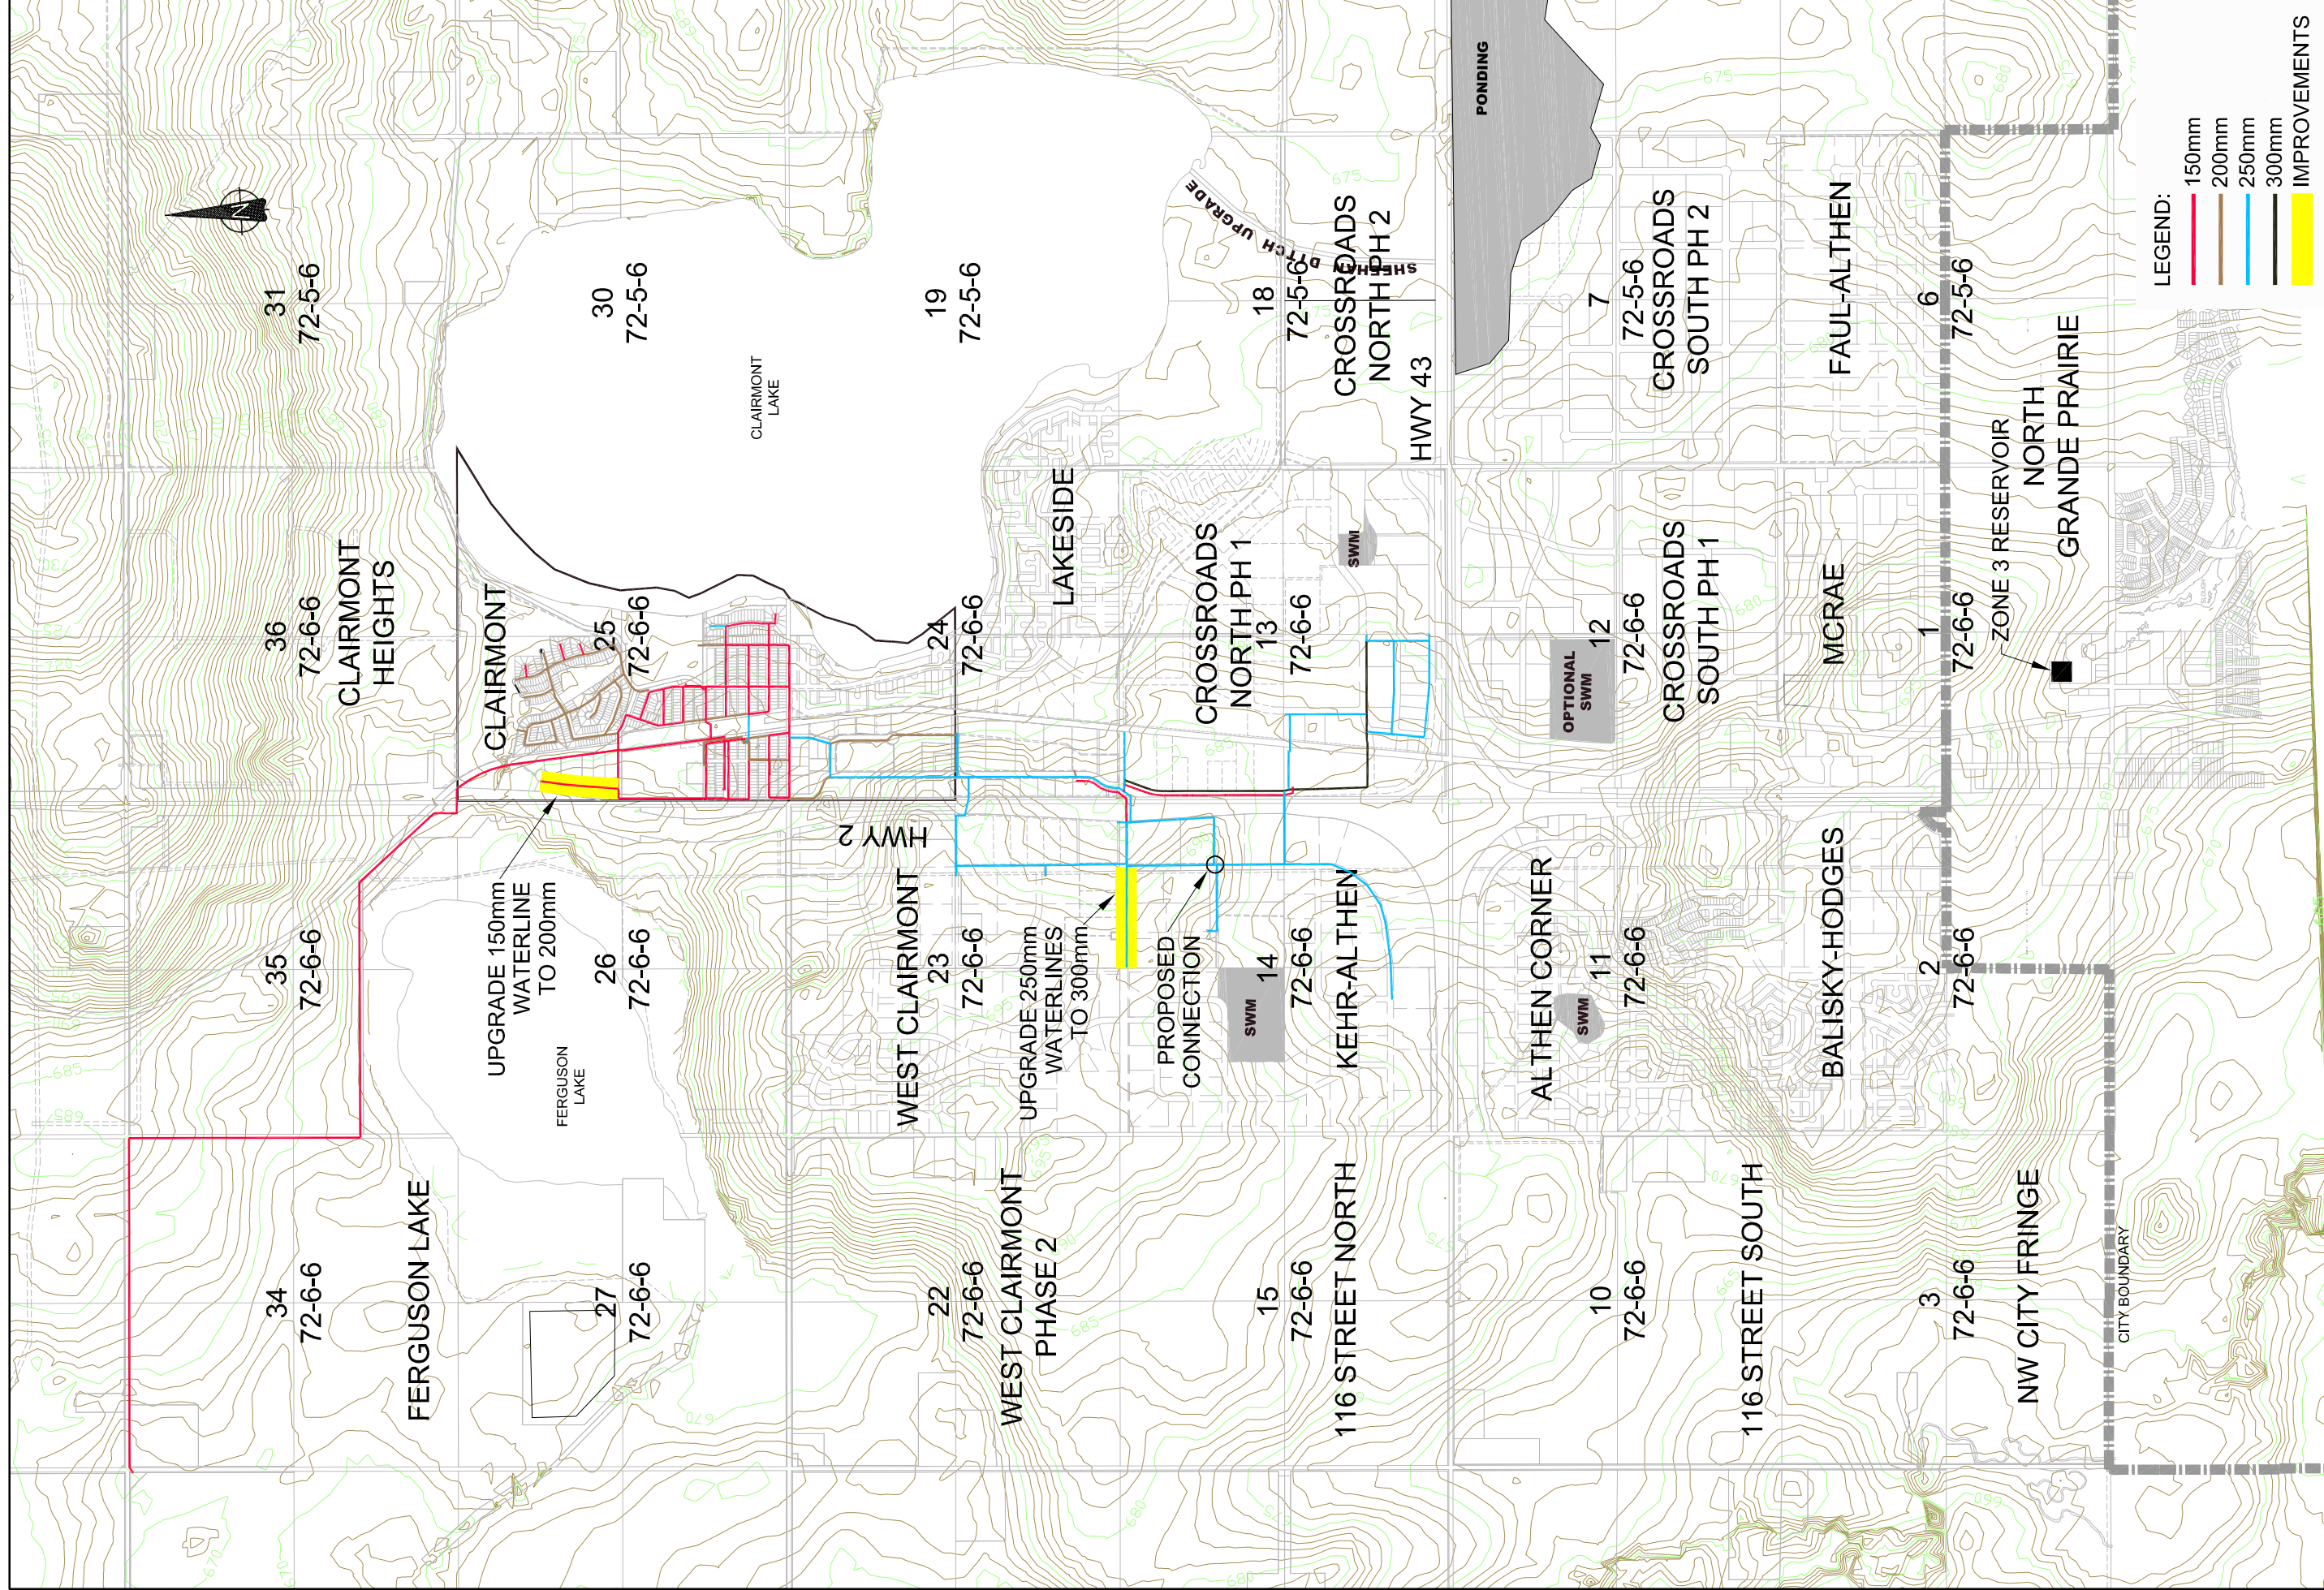 31
72-5-6
36
72-6-6
CLAIRMONT
HEIGHTS
35
72-6-6
34
72-6-6
FERGUSON LAKE
N
30
72-5-6
CLAIRMONT
25
72-6-6
UPGRADE 150mm
WATERLINE
TO 200mm
26
72-6-6
FERGUSON
LAKE
27
72-6-6
CLAIRMONT
LAKE
19
72-5-6
HWY 2
24
72-6-6
WEST CLAIRMONT
23
72-6-6
22
72-6-6
WEST CLAIRMONT
PHASE 2
LAKESIDE
UPGRADE 250mm
WATERLINES
TO 300mm
PROPOSED
CONNECTION
SHEEHAN DITCH UPGRADE
18
72-5-6
CROSSROADS
NORTH PH 2
CROSSROADS
NORTH PH 1
13
72-6-6
SWM
SWM
14
72-6-6
KEHR-ALTHEN
15
72-6-6
116 STREET NORTH
HWY 43
PONDING
7
72-5-6
CROSSROADS
SOUTH PH 2
OPTIONAL
SWM
12
72-6-6
CROSSROADS
SOUTH PH 1
ALTHEN CORNER
SWM
11
72-6-6
10
72-6-6
116 STREET SOUTH
FAUL-ALTHEN
6
72-5-6
MCRAE
1
72-6-6
BALISKY-HODGES
2
72-6-6
3
72-6-6
ZONE 3 RESERVOIR
NORTH
GRANDE PRAIRIE
NW CITY FRINGE
CITY BOUNDARY
LEGEND:
150mm
200mm
250mm
300mm
IMPROVEMENTS